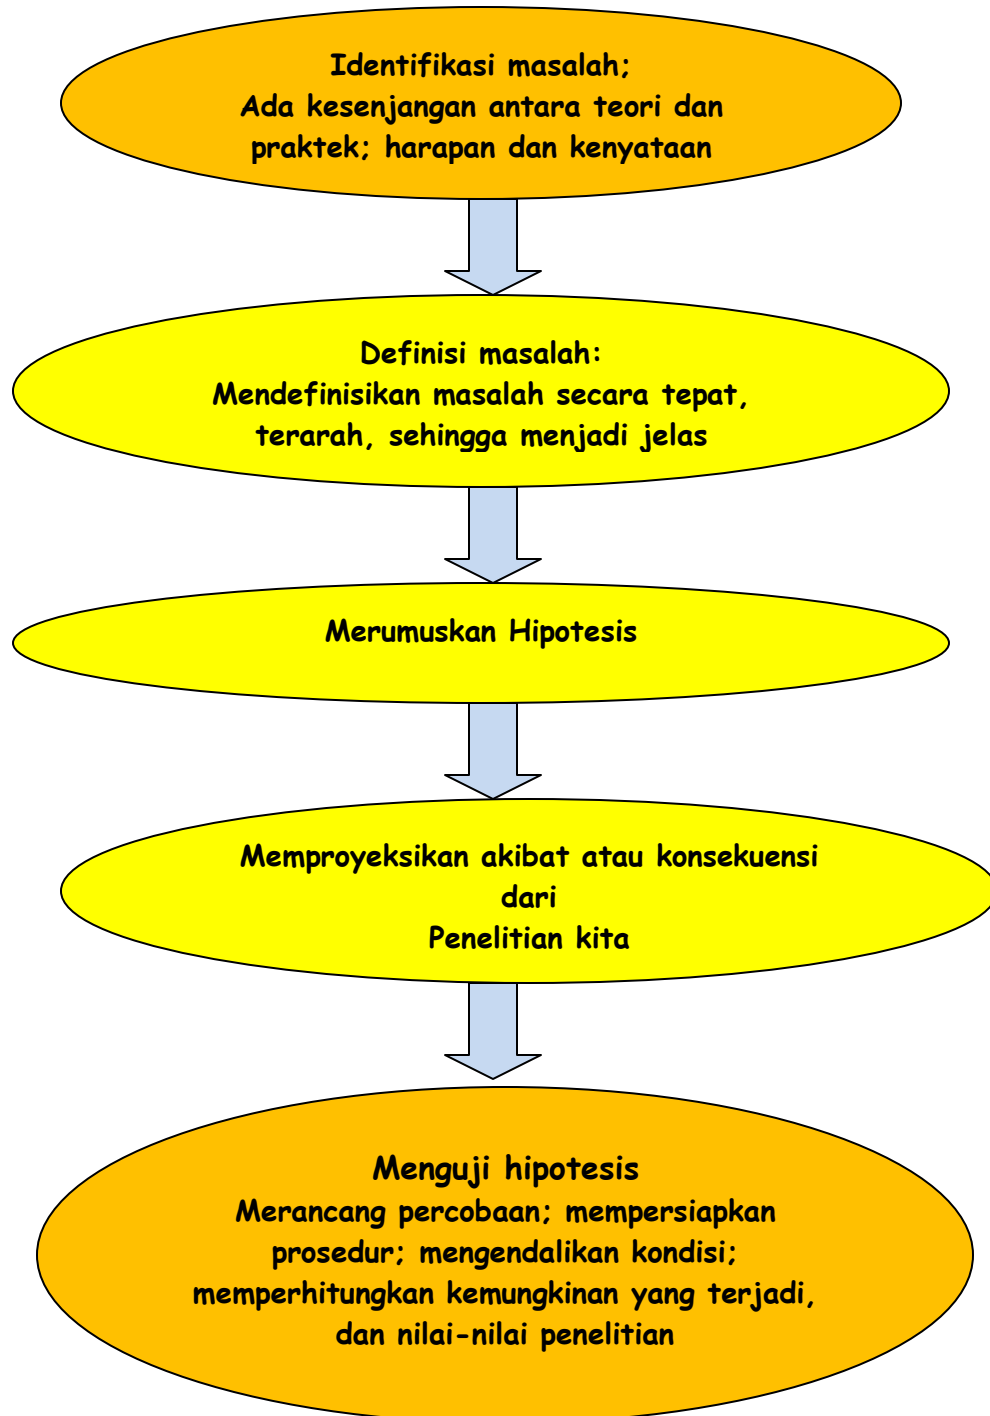 Identifikasi masalah;
Ada kesenjangan antara teori dan
praktek; harapan dan kenyataan
Definisi masalah:
Mendefinisikan masalah secara tepat,
terarah, sehingga menjadi jelas
Merumuskan Hipotesis
Memproyeksikan akibat atau konsekuensi
dari
Penelitian kita
Menguji hipotesis
Merancang percobaan; mempersiapkan
prosedur; mengendalikan kondisi;
memperhitungkan kemungkinan yang terjadi,
dan nilai-nilai penelitian